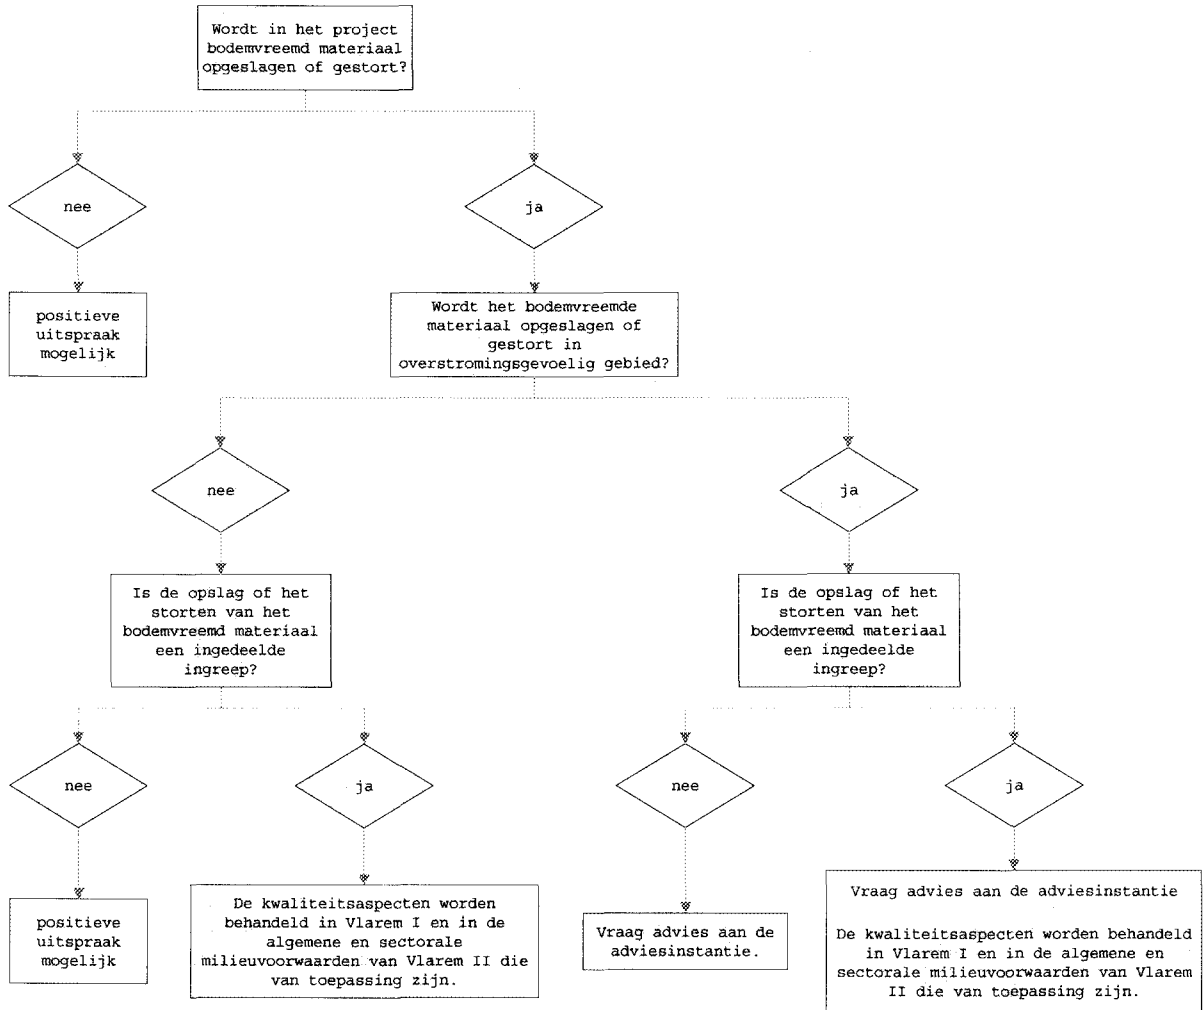 Wordt in het project
bodemvreemd materiaal
opgeslagen of gestort?
nee
ja
positieve
uitspraak
mogelijk
Wordt het bodemvreemde
materiaal opgeslagen of
gestort in
overstromingsgevoelig gebied?
nee
ja
Is de opslag of het
storten van het
bodemvreemd materiaal
een ingedeelde
ingreep?
Is de opslag of het
storten van het
bodemvreemd materiaal
een ingedeelde
ingreep?
nee
ja
nee
ja
positieve
uitspraak
mogelijk
De kwaliteitsaspecten worden
behandeld in Vlarem I en in de
algemene en sectorale
milieuvoorwaarden van Vlarem II die
van toepassing zijn.
Vraag advies aan de
adviesinstantie.
Vraag advies aan de adviesinstantie
De kwaliteitsaspecten worden behandeld
in Vlarem I en in de algemene en
sectorale milieuvoorwaarden van Vlarem
II die van toepassing zijn.